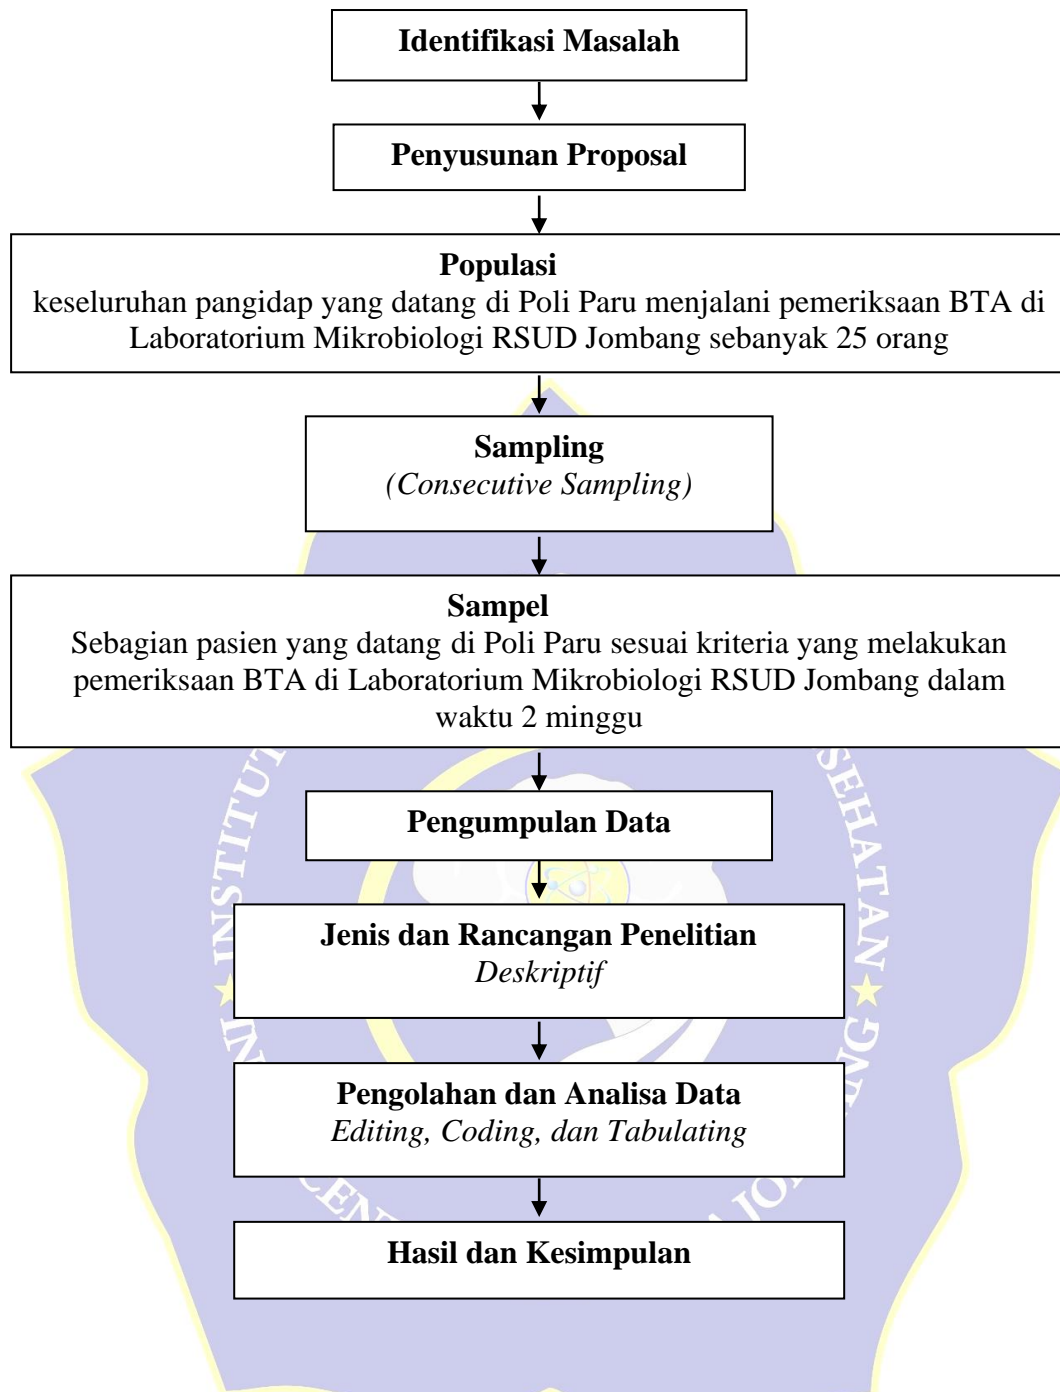 Identifikasi Masalah
Penyusunan Proposal
Populasi
keseluruhan pangidap yang datang di Poli Paru menjalani pemeriksaan BTA di
Laboratorium Mikrobiologi RSUD Jombang sebanyak 25 orang
Sampling
(Consecutive Sampling)
Sampel
Sebagian pasien yang datang di Poli Paru sesuai kriteria yang melakukan
pemeriksaan BTA di Laboratorium Mikrobiologi RSUD Jombang dalam
waktu 2 minggu
Pengumpulan Data
Jenis dan Rancangan Penelitian
Deskriptif
Pengolahan dan Analisa Data
Editing, Coding, dan Tabulating
Hasil dan Kesimpulan